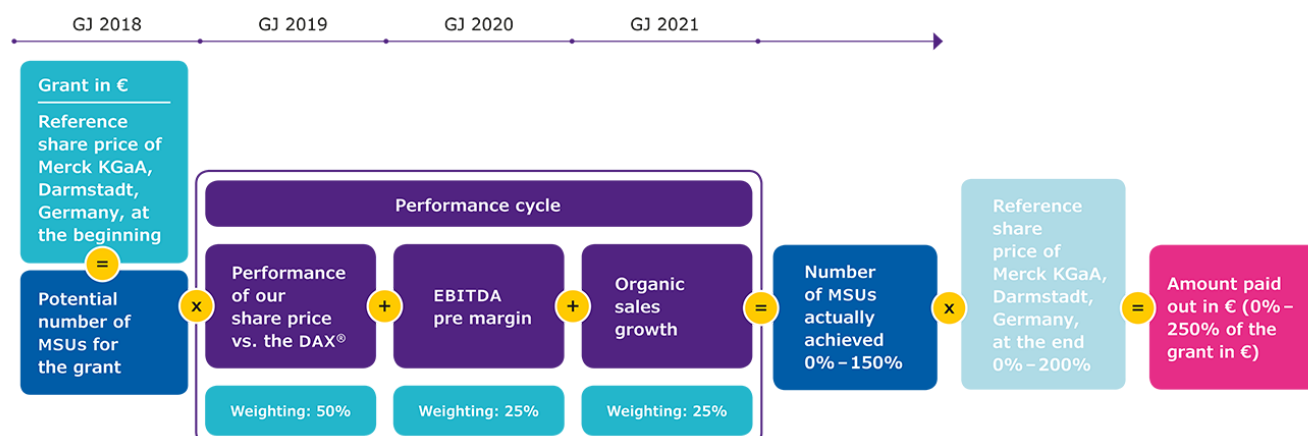 GJ 2018
GJ 2019
GJ 2020
GJ 2021
Grant in €
Reference
share price of
Merck KGaA,
Darmstadt,
Germany, at
the beginning
=
Potential
number of
MSUs for
the grant
x
Performance cycle
Performance
of our
share price
vs. the DAX®
+
EBITDA
pre margin
+
Organic
sales
growth
Weighting: 50%
Weighting: 25%
Weighting: 25%
=
Number
of MSUs
actually
achieved
0%–150%
x
Reference
share
price of
Merck KGaA,
Darmstadt,
Germany,
at the end
0%–200%
=
Amount paid
out in € (0%–
250% of the
grant in €)